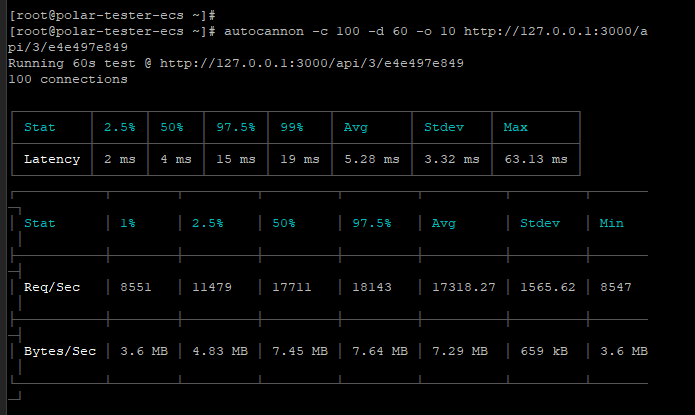 [root@polar-tester-ecs ~]#
[root@polar-tester-ecs ~]# autocannon -c 100 -d 60 -o 10 http://127.0.0.1:3000/a
pi/3/e4e497e849
Running 60s test @ http://127.0.0.1:3000/api/3/e4e497e849
100 connections
Stat 2.5% 50% 97.5% 99% Avg Stdev Max
Latency 2 ms 4 ms 15 ms 19 ms 5.28 ms 3.32 ms 63.13 ms
Stat 1% 2.5% 50% 97.5% Avg Stdev Min
Req/Sec 8551 11479 17711 18143 17318.27 1565.62 8547
Bytes/Sec 3.6 MB 4.83 MB 7.45 MB 7.64 MB 7.29 MB 659 kB 3.6 MB